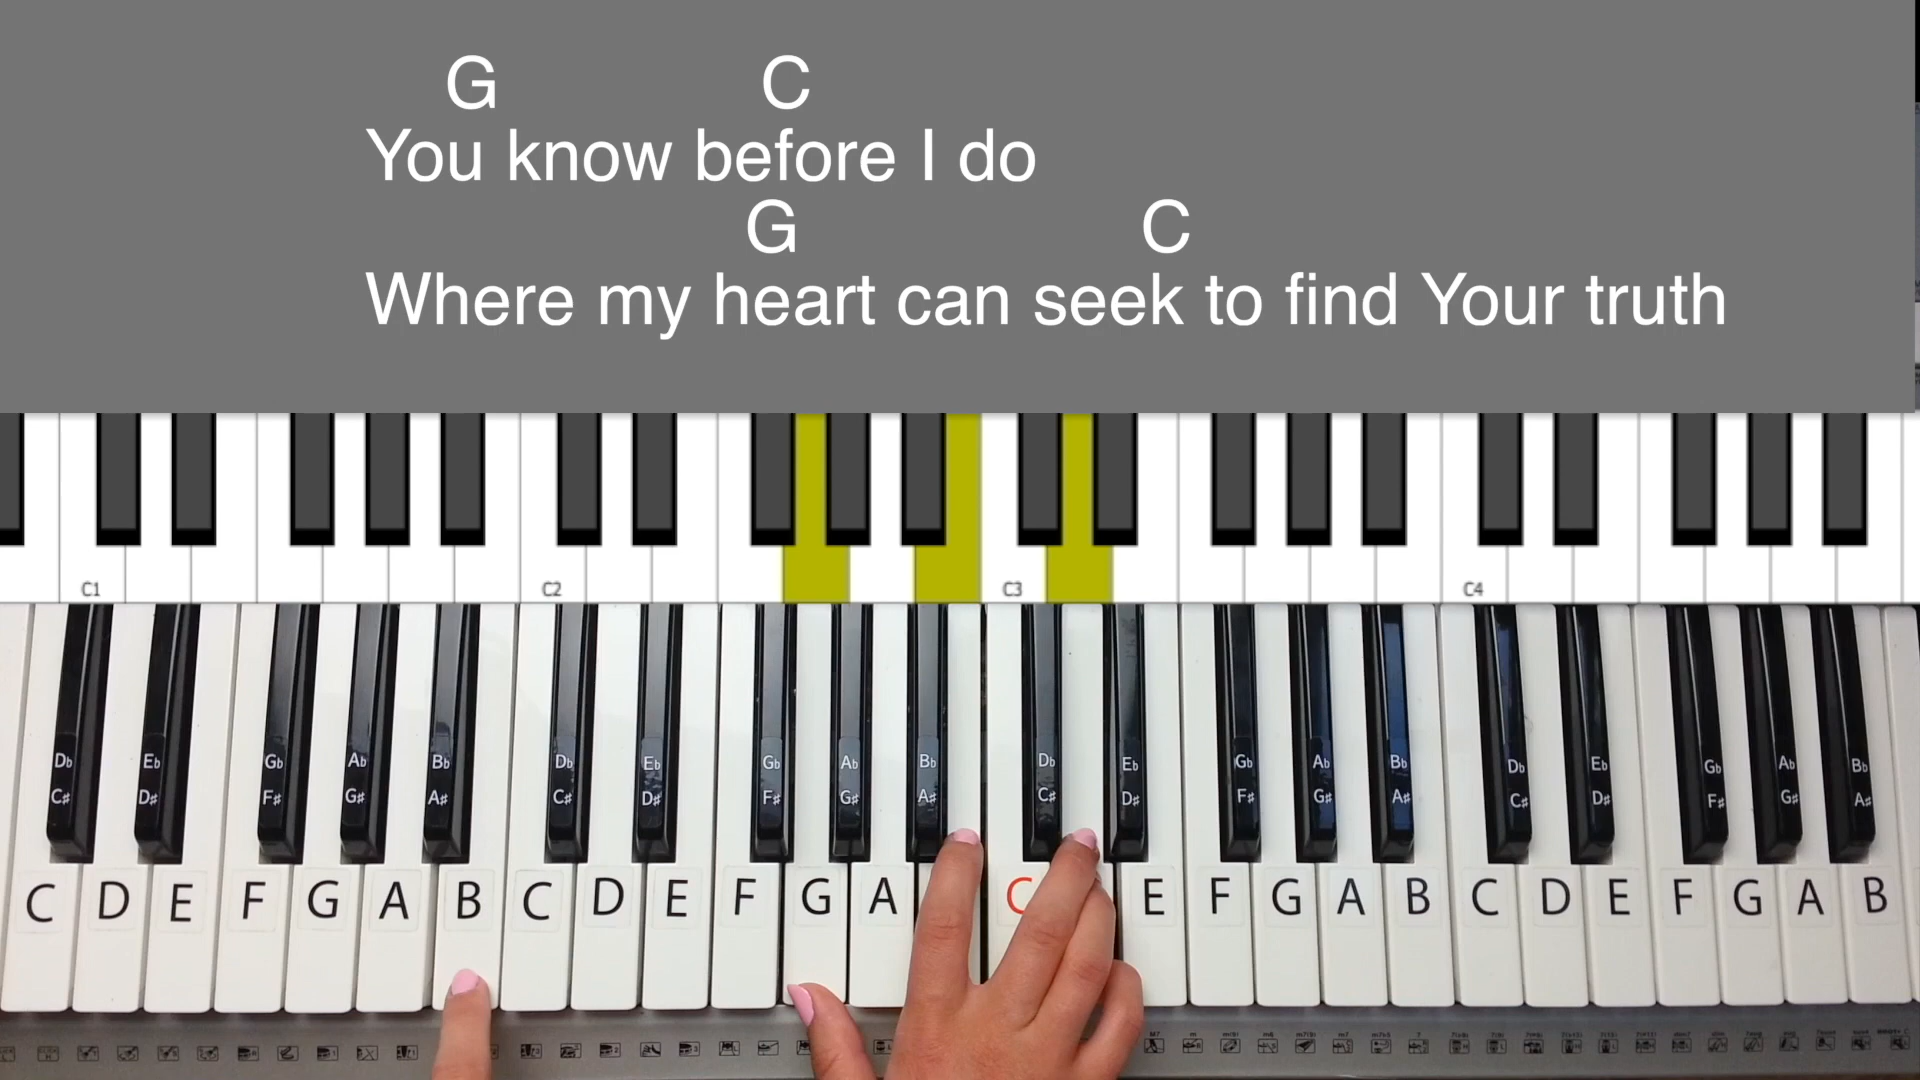 G C
You know before I do
G C
Where my heart can seek to find Your truth
C1 C2 C3 C4
Db Eb Gb Ab Bb Db Eb Gb Ab Bb Db Eb Gb Ab Bb Db Eb Gb Ab Bb
C# D# F# G# A# C# D# F# G# A# C# D# F# G# A# C# D# F# G# A#
C D E F G A B C D E F G A C E F G A B C D E F G A B